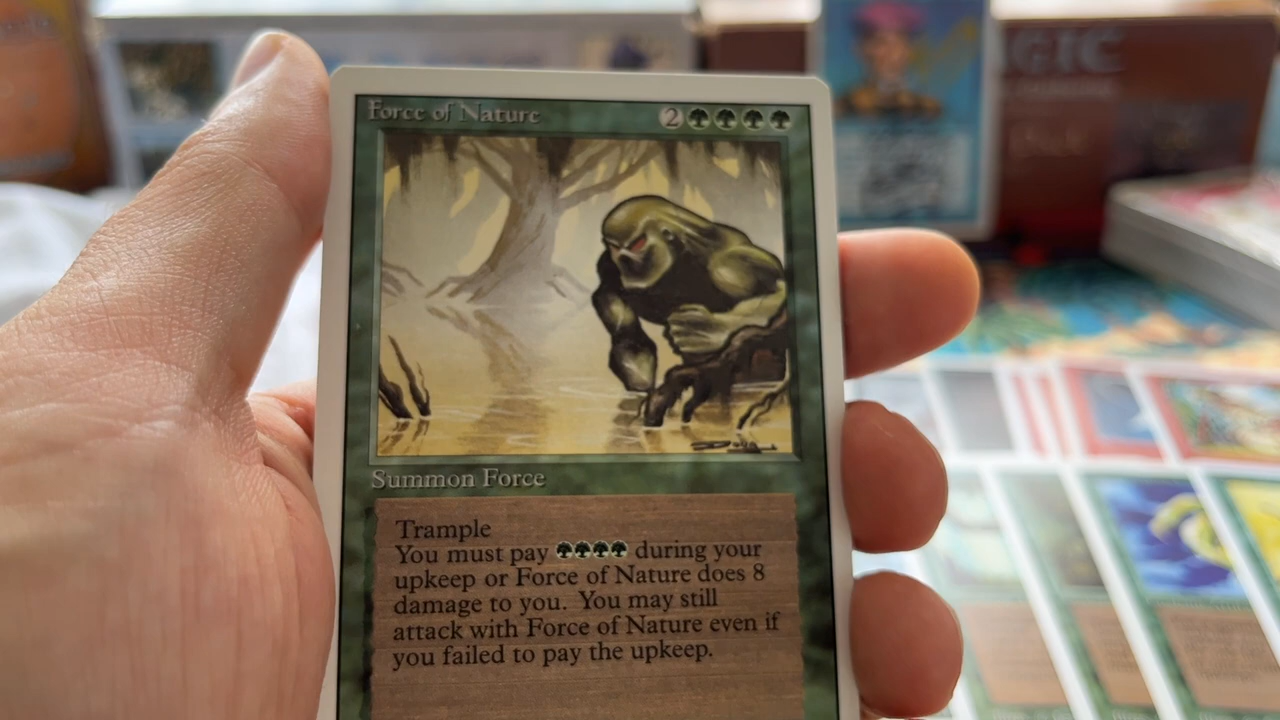 Force of Nature 2
GIC
Summon Force
Trample
You must pay during your
upkeep or Force of Nature does 8
damage to you. You may still
attack with Force of Nature even if
you failed to pay the upkeep.